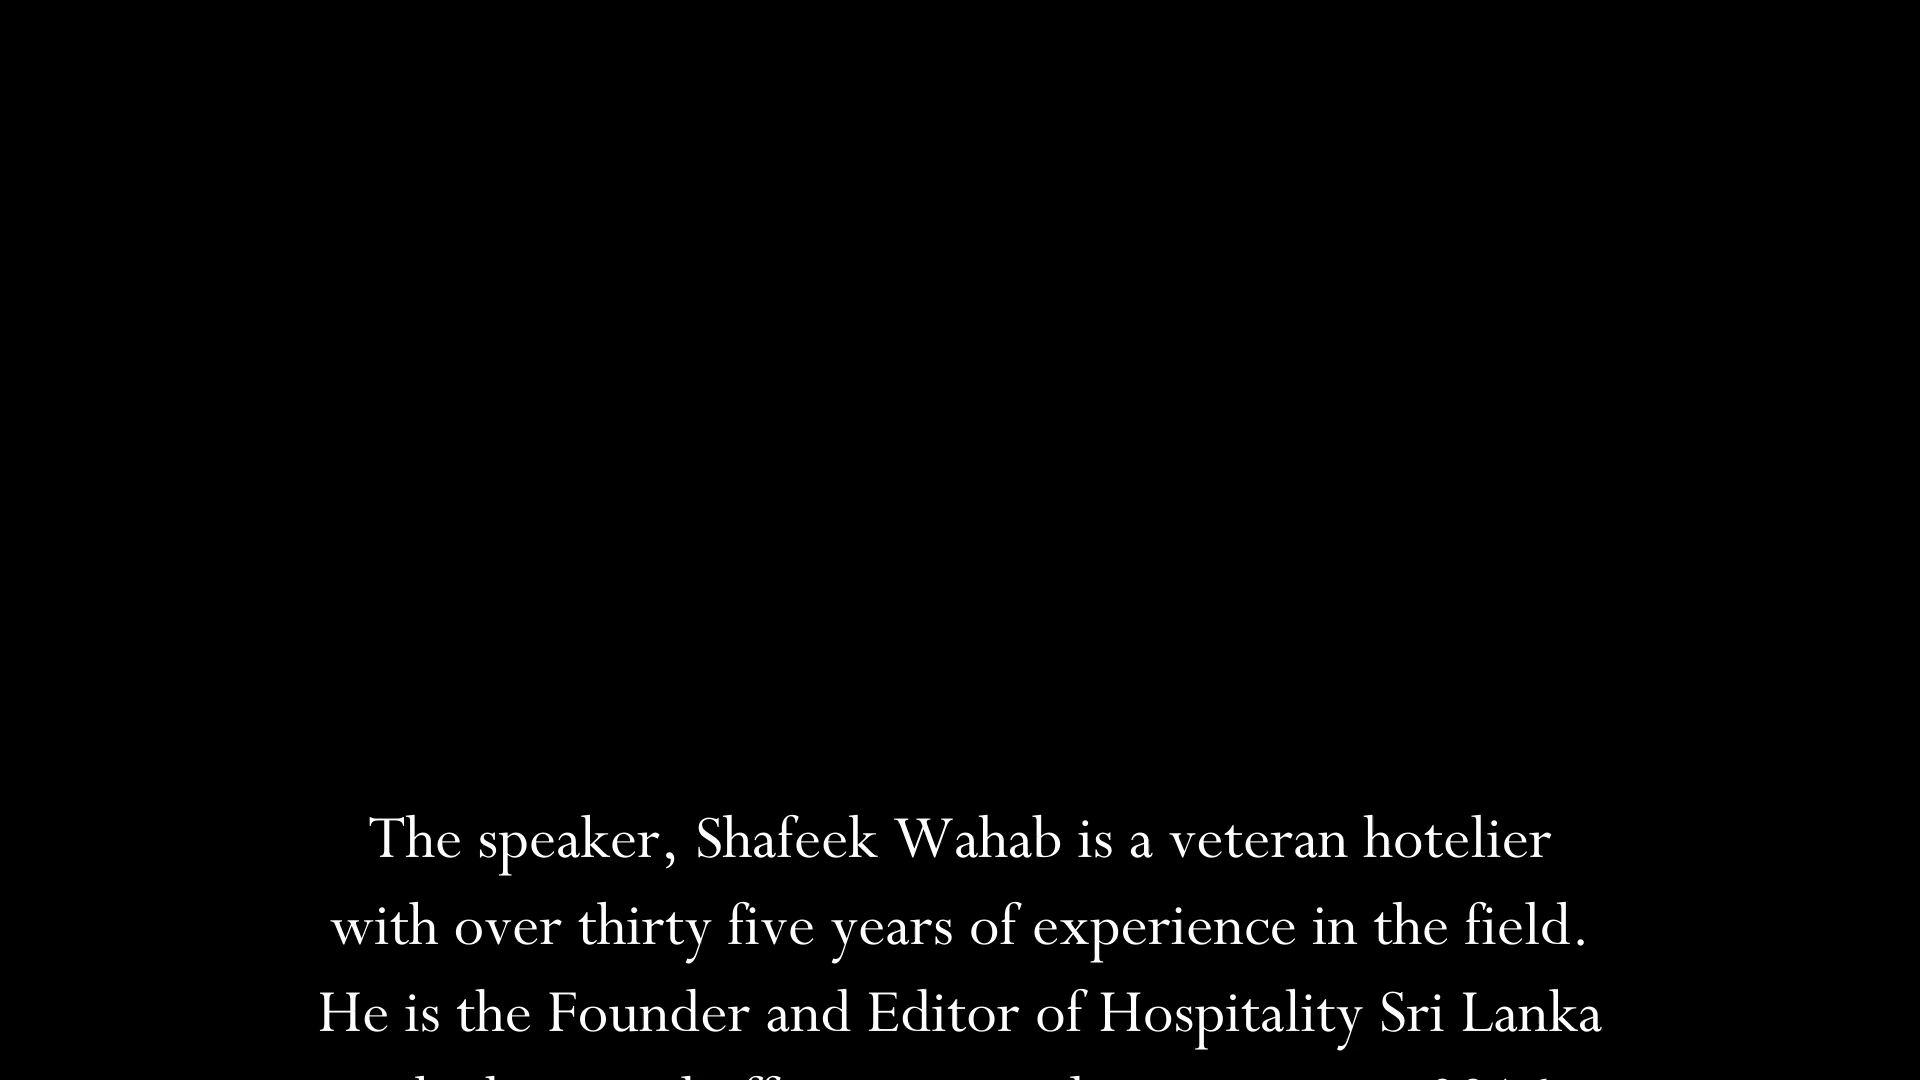 The speaker, Shafeek Wahab is a veteran hotelier
with over thirty five years of experience in the field.
He is the Founder and Editor of Hospitality Sri Lanka